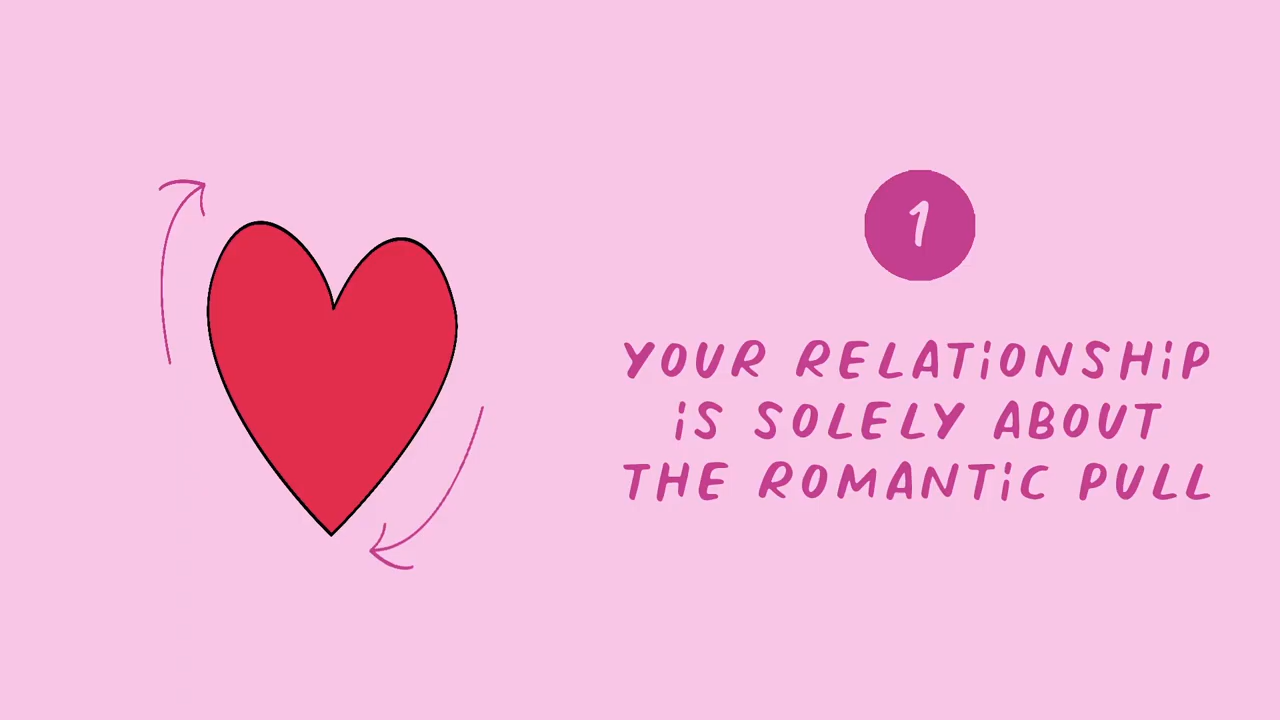 1
YOUR RELATIONSHIP
IS SOLELY ABOUT
THE ROMANTIC PULL